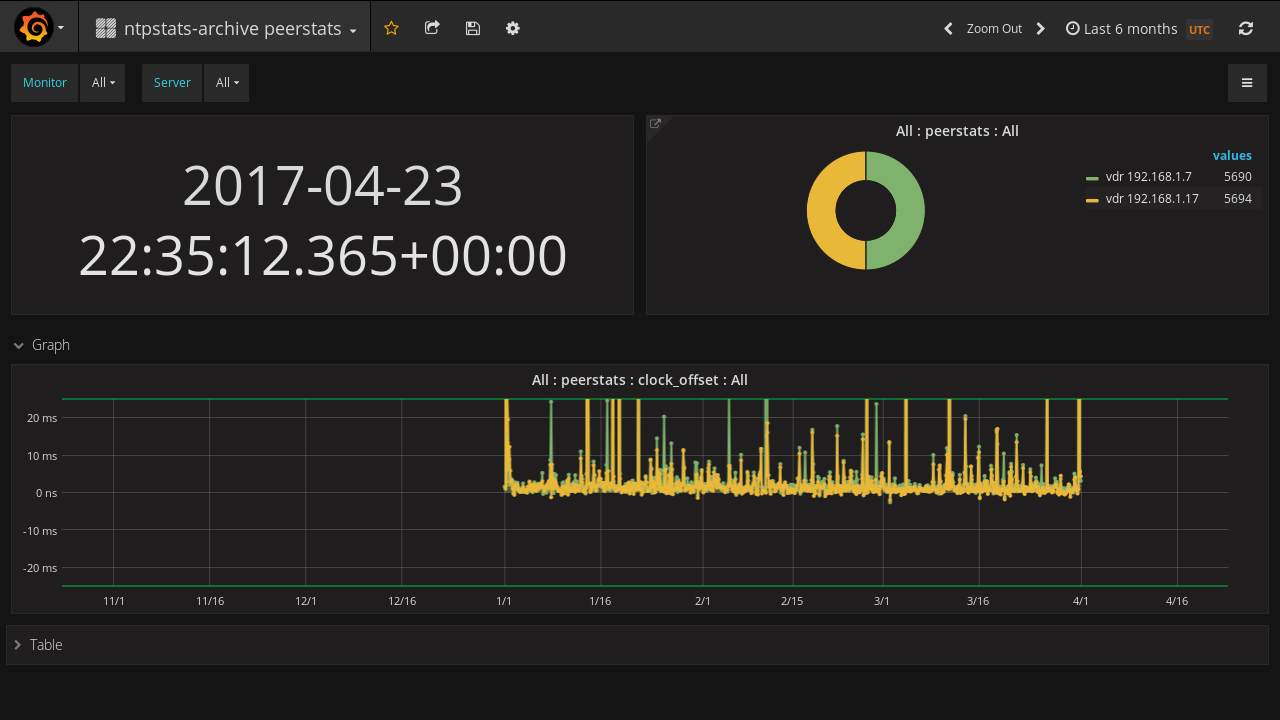 ntpstats-archive peerstats
Zoom Out
Last 6 months UTC
Monitor All Server All
2017-04-23
22:35:12.365+00:00
All : peerstats : All
values
vdr 192.168.1.7 5690
vdr 192.168.1.17 5694
Graph
All : peerstats : clock_offset : All
20 ms
10 ms
0 ns
-10 ms
-20 ms
11/1 11/16 12/1 12/16 1/1 1/16 2/1 2/15 3/1 3/16 4/1 4/16
Table